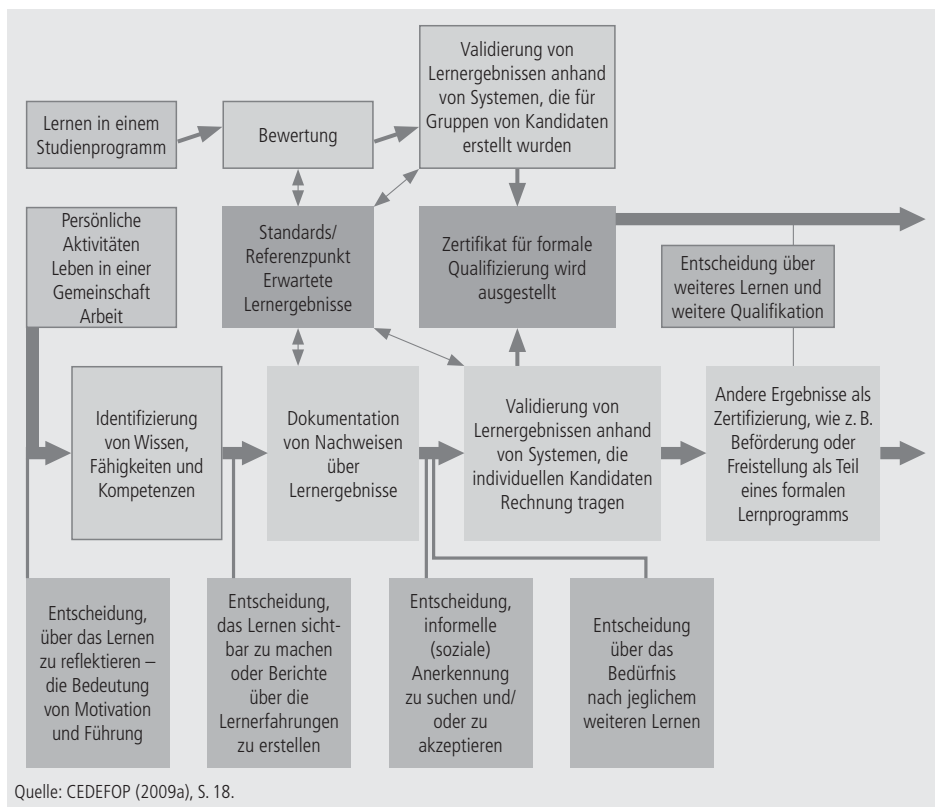 Validierung von
Lernergebnissen anhand
von Systemen, die für
Gruppen von Kandidaten
erstellt wurden
Lernen in einem
Studienprogramm
Bewertung
Persönliche
Aktivitäten
Leben in einer
Gemeinschaft
Arbeit
Standards/
Referenzpunkt
Erwartete
Lernergebnisse
Zertifikat für formale
Qualifizierung wird
ausgestellt
Entscheidung über
weiteres Lernen und
weitere Qualifikation
Identifizierung
von Wissen,
Fähigkeiten und
Kompetenzen
Dokumentation
von Nachweisen
über
Lernergebnisse
Validierung von
Lernergebnissen anhand
von Systemen, die
individuellen Kandidaten
Rechnung tragen
Andere Ergebnisse als
Zertifizierung, wie z. B.
Beförderung oder
Freistellung als Teil
eines formalen
Lernprogramms
Entscheidung,
über das Lernen
zu reflektieren –
die Bedeutung
von Motivation
und Führung
Entscheidung,
das Lernen sicht-
bar zu machen
oder Berichte
über die
Lernerfahrungen
zu erstellen
Entscheidung,
informelle
(soziale)
Anerkennung
zu suchen und/
oder zu
akzeptieren
Entscheidung
über das
Bedürfnis
nach jeglichem
weiteren Lernen
Quelle: CEDEFOP (2009a), S. 18.